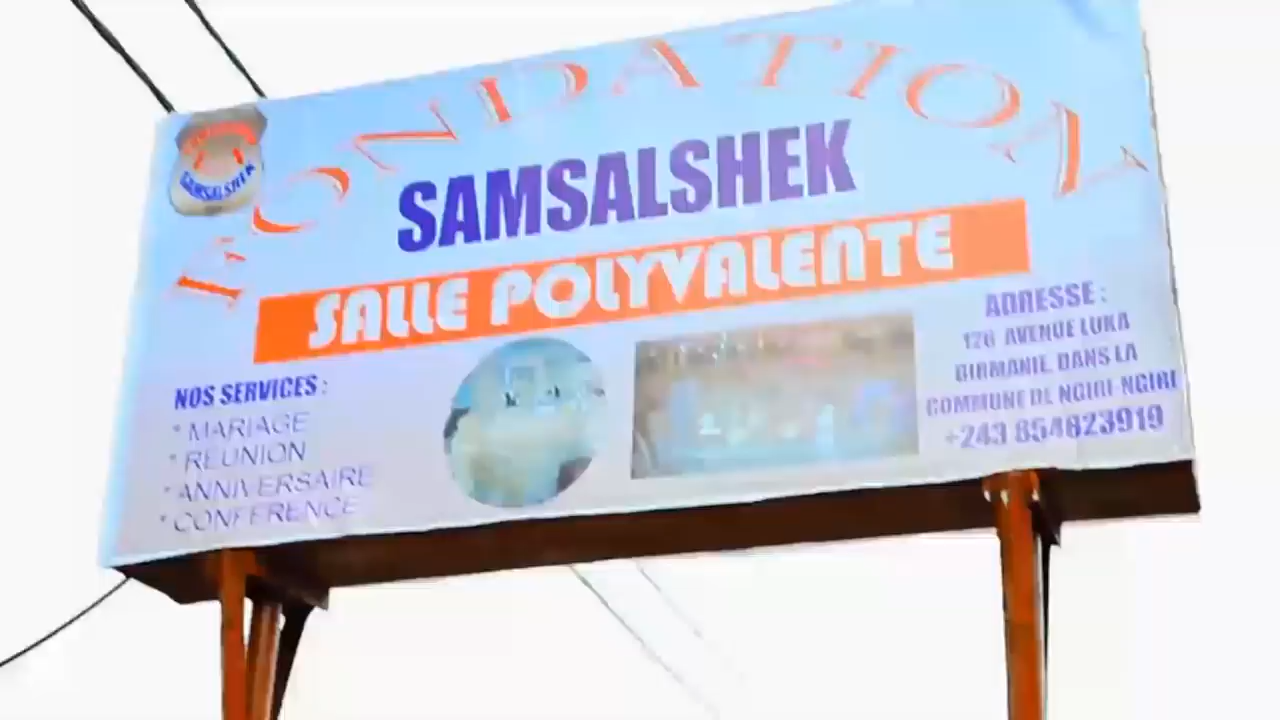 FONDATION
SAMSALSHEK
SAMSALSHEK
SALLE POLYVALENTE
NOS SERVICES :
* MARIAGE
* REUNION
* ANNIVERSAIRE
* CONFERENCE
ADRESSE :
126 AVENUE LUKA
BIRMANIE, DANS LA
COMMUNE DE NGIRI-NGIRI
+243 854823919